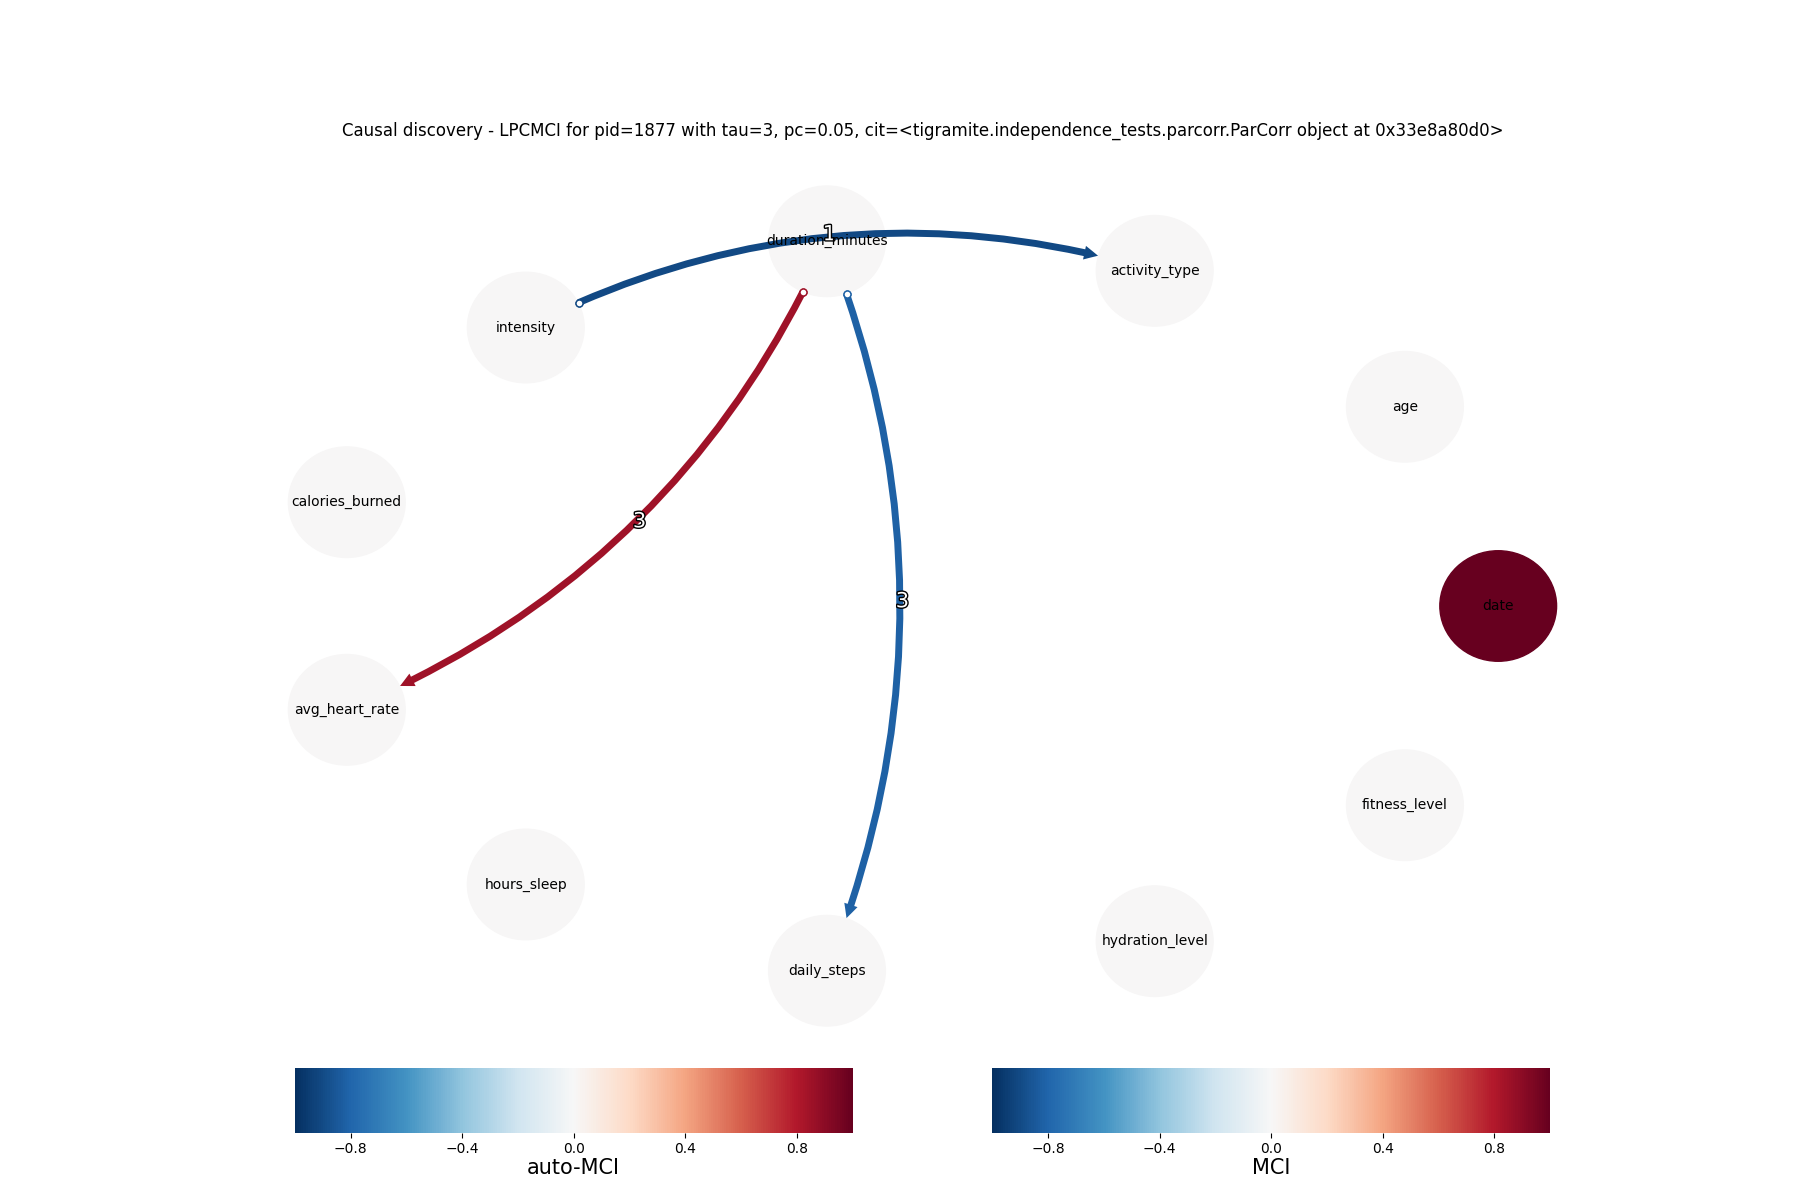 Causal discovery - LPCMCI for pid=1877 with tau=3, pc=0.05, cit=<tigramite.independence_tests.parcorr.ParCorr object at 0x33e8a80d0>
1
duration_minutes
activity_type
intensity
age
calories_burned
3
3
date
avg_heart_rate
fitness_level
hours_sleep
hydration_level
daily_steps
−0.8 −0.4 0.0 0.4 0.8
auto-MCI
−0.8 −0.4 0.0 0.4 0.8
MCI